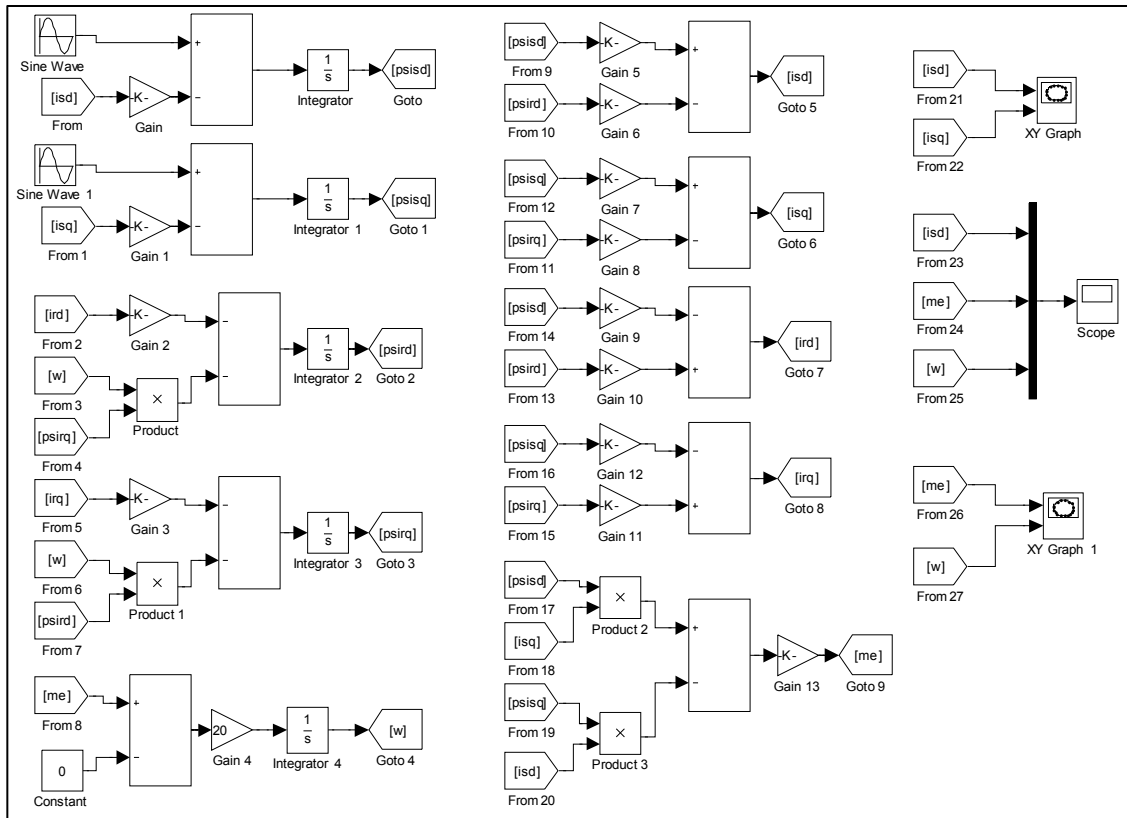 +
−
Sine Wave
[isd]
From
-K-
Gain
1
s
Integrator
[psisd]
Goto
+
−
Sine Wave 1
[isq]
From 1
-K-
Gain 1
1
s
Integrator 1
[psisq]
Goto 1
[ird]
From 2
-K-
Gain 2
−
−
[w]
From 3
[psirq]
From 4
×
Product
1
s
Integrator 2
[psird]
Goto 2
[irq]
From 5
-K-
Gain 3
−
−
[w]
From 6
[psird]
From 7
×
Product 1
1
s
Integrator 3
[psirq]
Goto 3
[me]
From 8
0
Constant
+
−
20
Gain 4
1
s
Integrator 4
[w]
Goto 4
[psisd]
From 9
-K-
Gain 5
[psird]
From 10
-K-
Gain 6
+
−
[isd]
Goto 5
[psisq]
From 12
-K-
Gain 7
[psirq]
From 11
-K-
Gain 8
+
−
[isq]
Goto 6
[psisd]
From 14
-K-
Gain 9
[psird]
From 13
-K-
Gain 10
−
+
[ird]
Goto 7
[psisq]
From 16
-K-
Gain 12
[psirq]
From 15
-K-
Gain 11
−
+
[irq]
Goto 8
[psisd]
From 17
[isq]
From 18
×
Product 2
[psisq]
From 19
[isd]
From 20
×
Product 3
+
−
-K-
Gain 13
[me]
Goto 9
[isd]
From 21
[isq]
From 22
XY Graph
[isd]
From 23
[me]
From 24
[w]
From 25
Scope
[me]
From 26
[w]
From 27
XY Graph 1